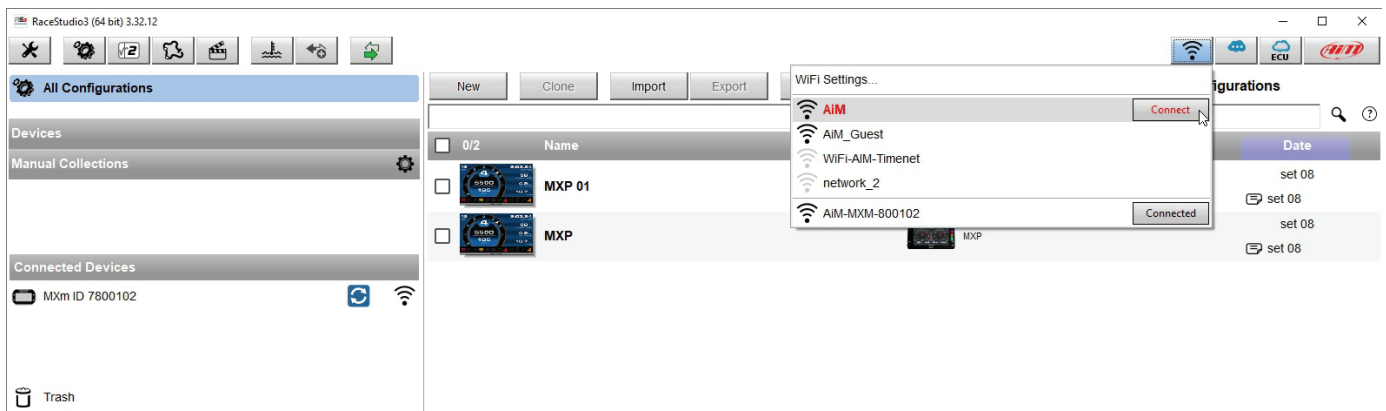 RaceStudio3 (64 bit) 3.32.12
ECU
AiM
All Configurations
New Clone Import Export
WiFi Settings...
igurations
AiM Connect
AiM_Guest
WiFi-AiM-Timenet
network_2
AiM-MXM-800102 Connected
Devices
Manual Collections
0/2 Name Date
MXP 01 set 08
set 08
MXP MXP set 08
set 08
Connected Devices
MXm ID 7800102
Trash